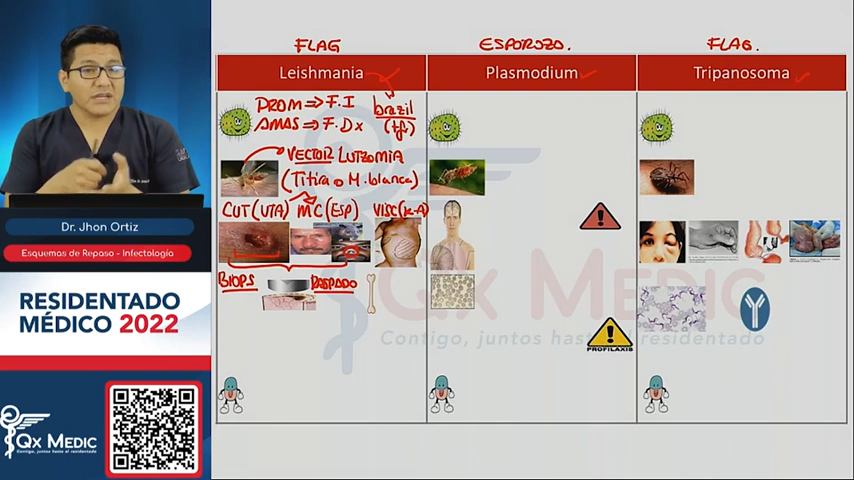 FLAG
ESPOROZO.
FLAG.
Leishmania
Plasmodium
Tripanosoma
PROM => F.I
brazil
AMAS => F.Dx
VECTOR LUTZOMIA
(Titira o M. blanca)
CUT (UTA) MC (ESP) VISC (K-A)
BIOPS RASPADO
PROFILAXIS
Qx MEDIC
Contigo, juntos hasta el residentado
Dr. Jhon Ortiz
Esquemas de Repaso - Infectología
RESIDENTADO
MÉDICO 2022
QX MEDIC
Contigo, juntos hasta el residentado